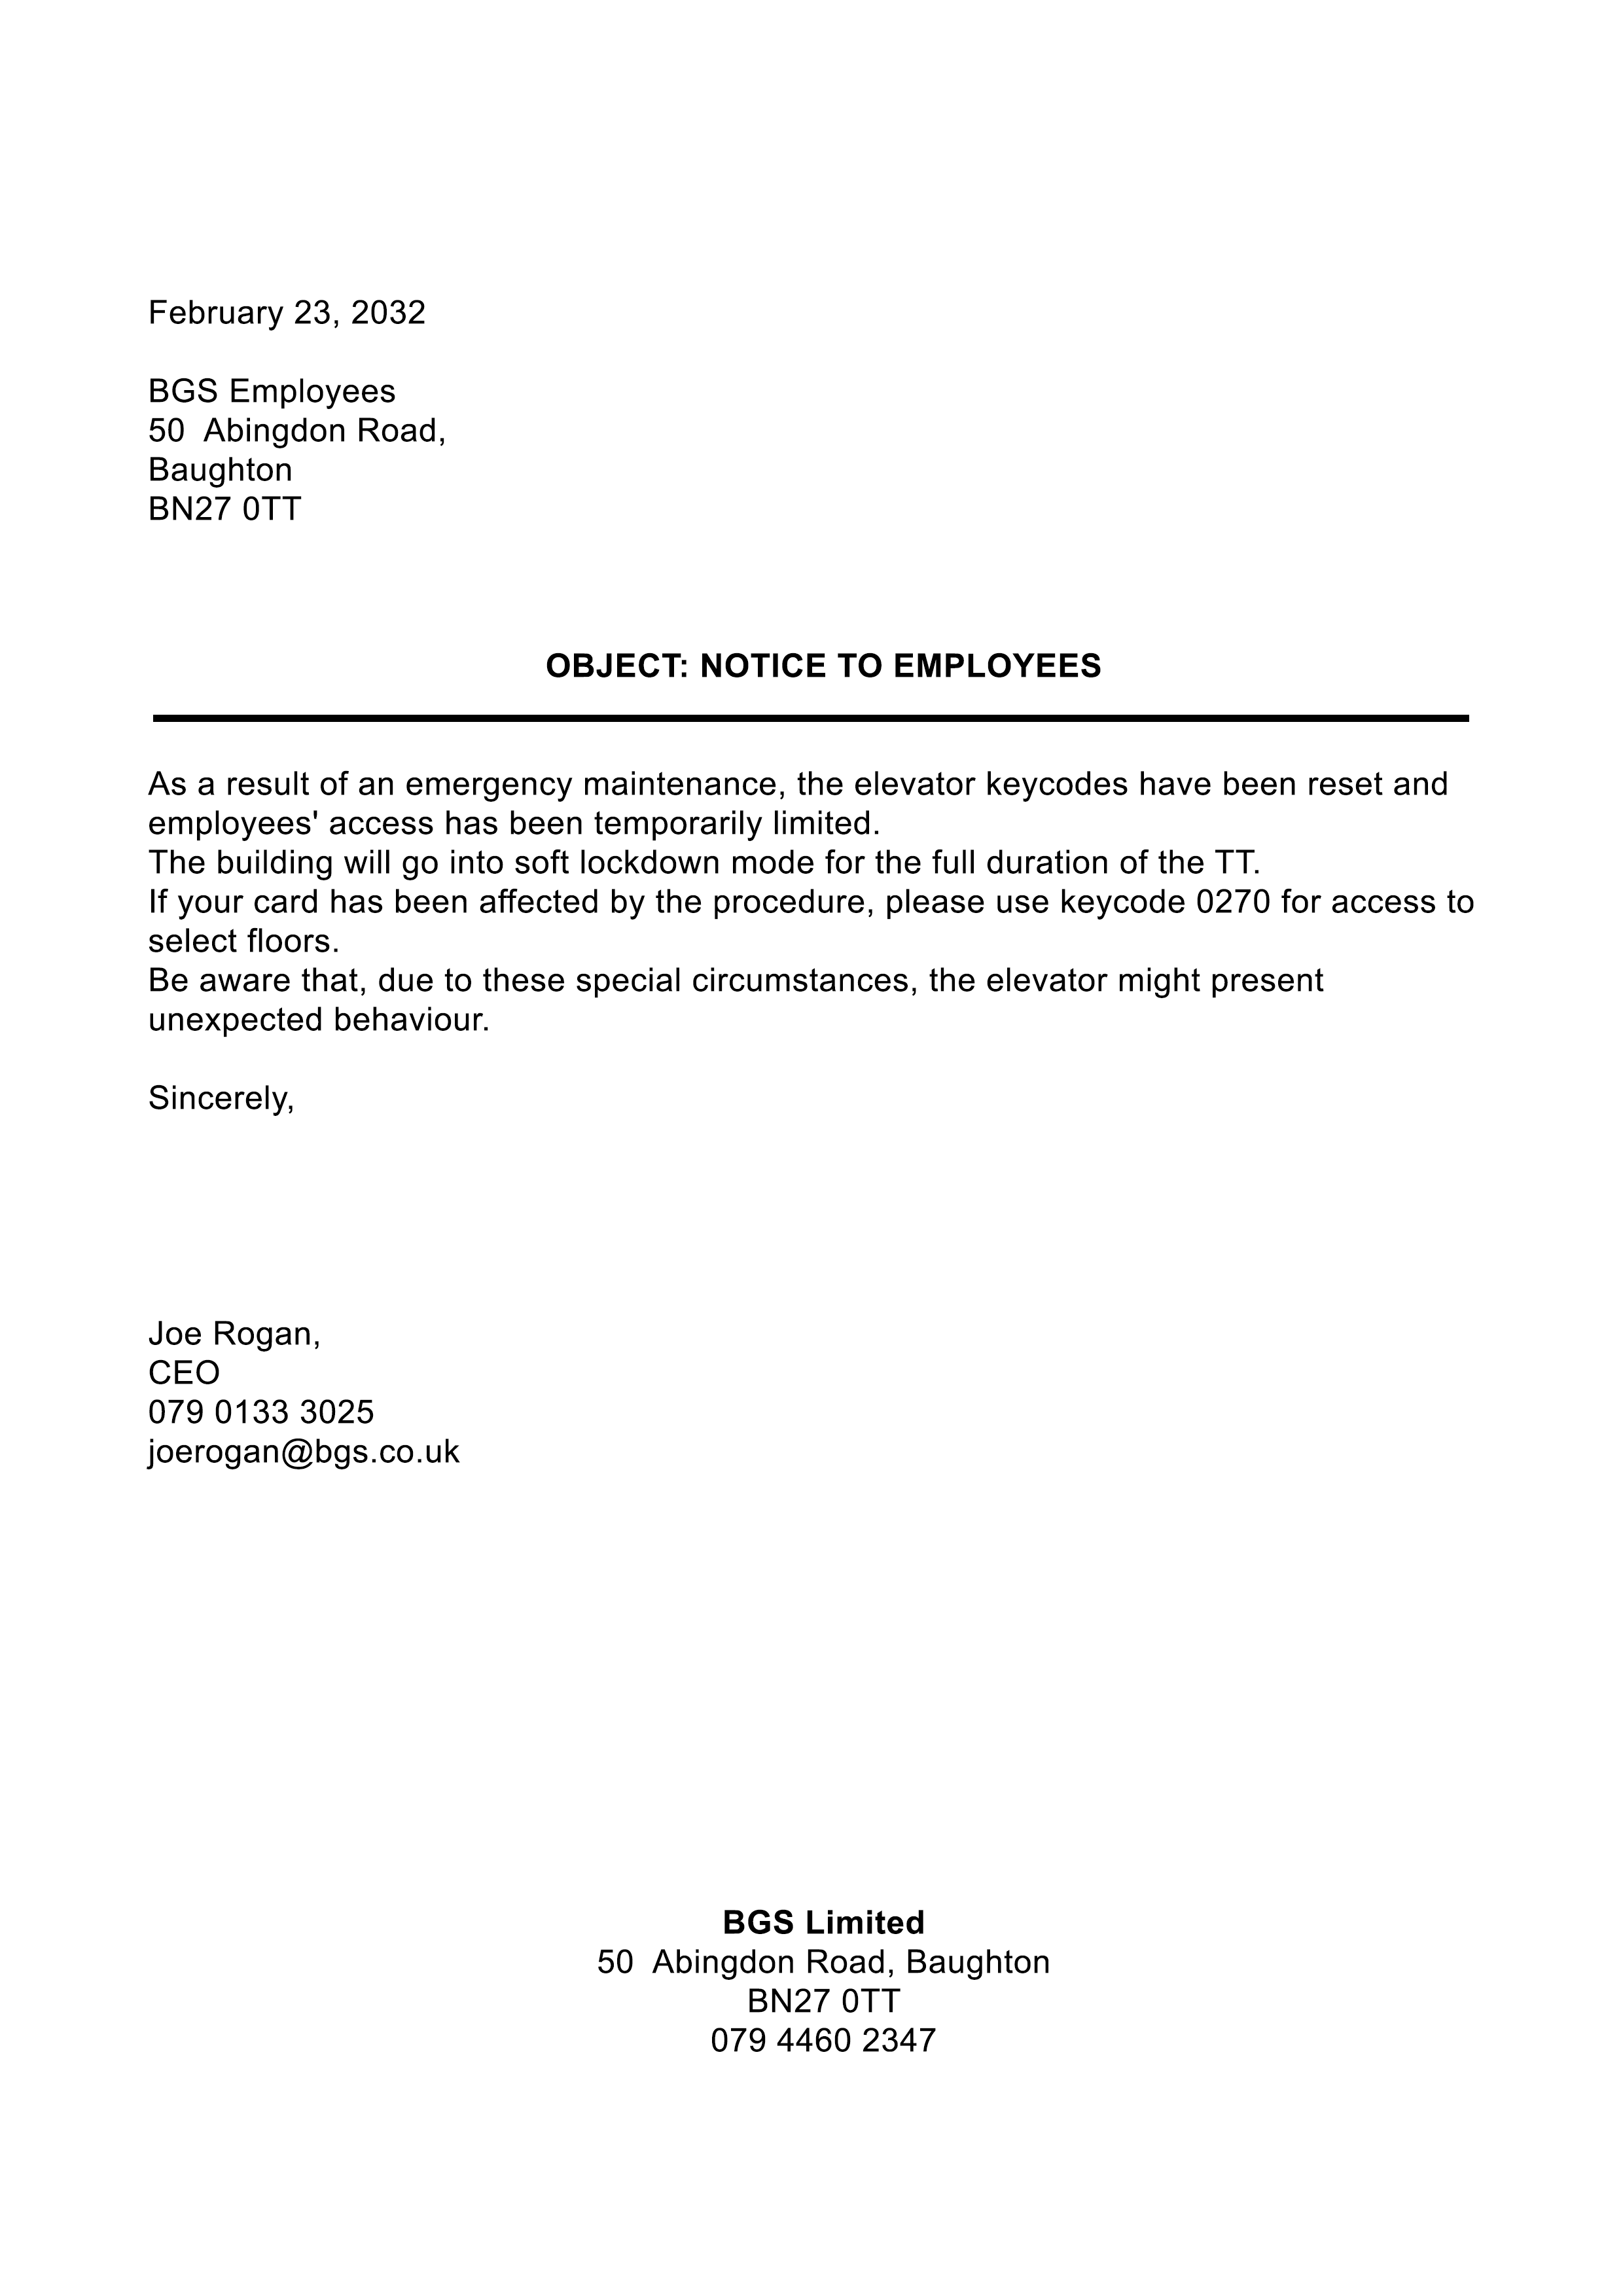 February 23, 2032
BGS Employees
50  Abingdon Road,
Baughton
BN27 0TT
OBJECT: NOTICE TO EMPLOYEES
As a result of an emergency maintenance, the elevator keycodes have been reset and
employees' access has been temporarily limited.
The building will go into soft lockdown mode for the full duration of the TT.
If your card has been affected by the procedure, please use keycode 0270 for access to
select floors.
Be aware that, due to these special circumstances, the elevator might present
unexpected behaviour.
Sincerely,
Joe Rogan,
CEO
079 0133 3025
joerogan@bgs.co.uk
BGS Limited
50  Abingdon Road, Baughton
BN27 0TT
079 4460 2347